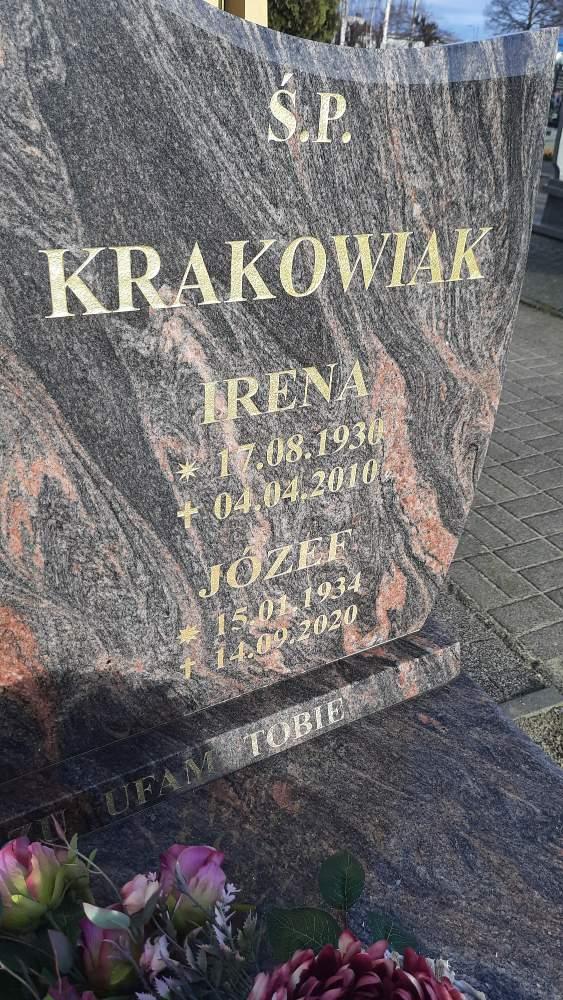 Ś.P.
KRAKOWIAK
IRENA
✷ 17.08.1930
✝ 04.04.2010
JÓZEF
✷ 15.01.1934
✝ 14.09.2020
UFAM TOBIE